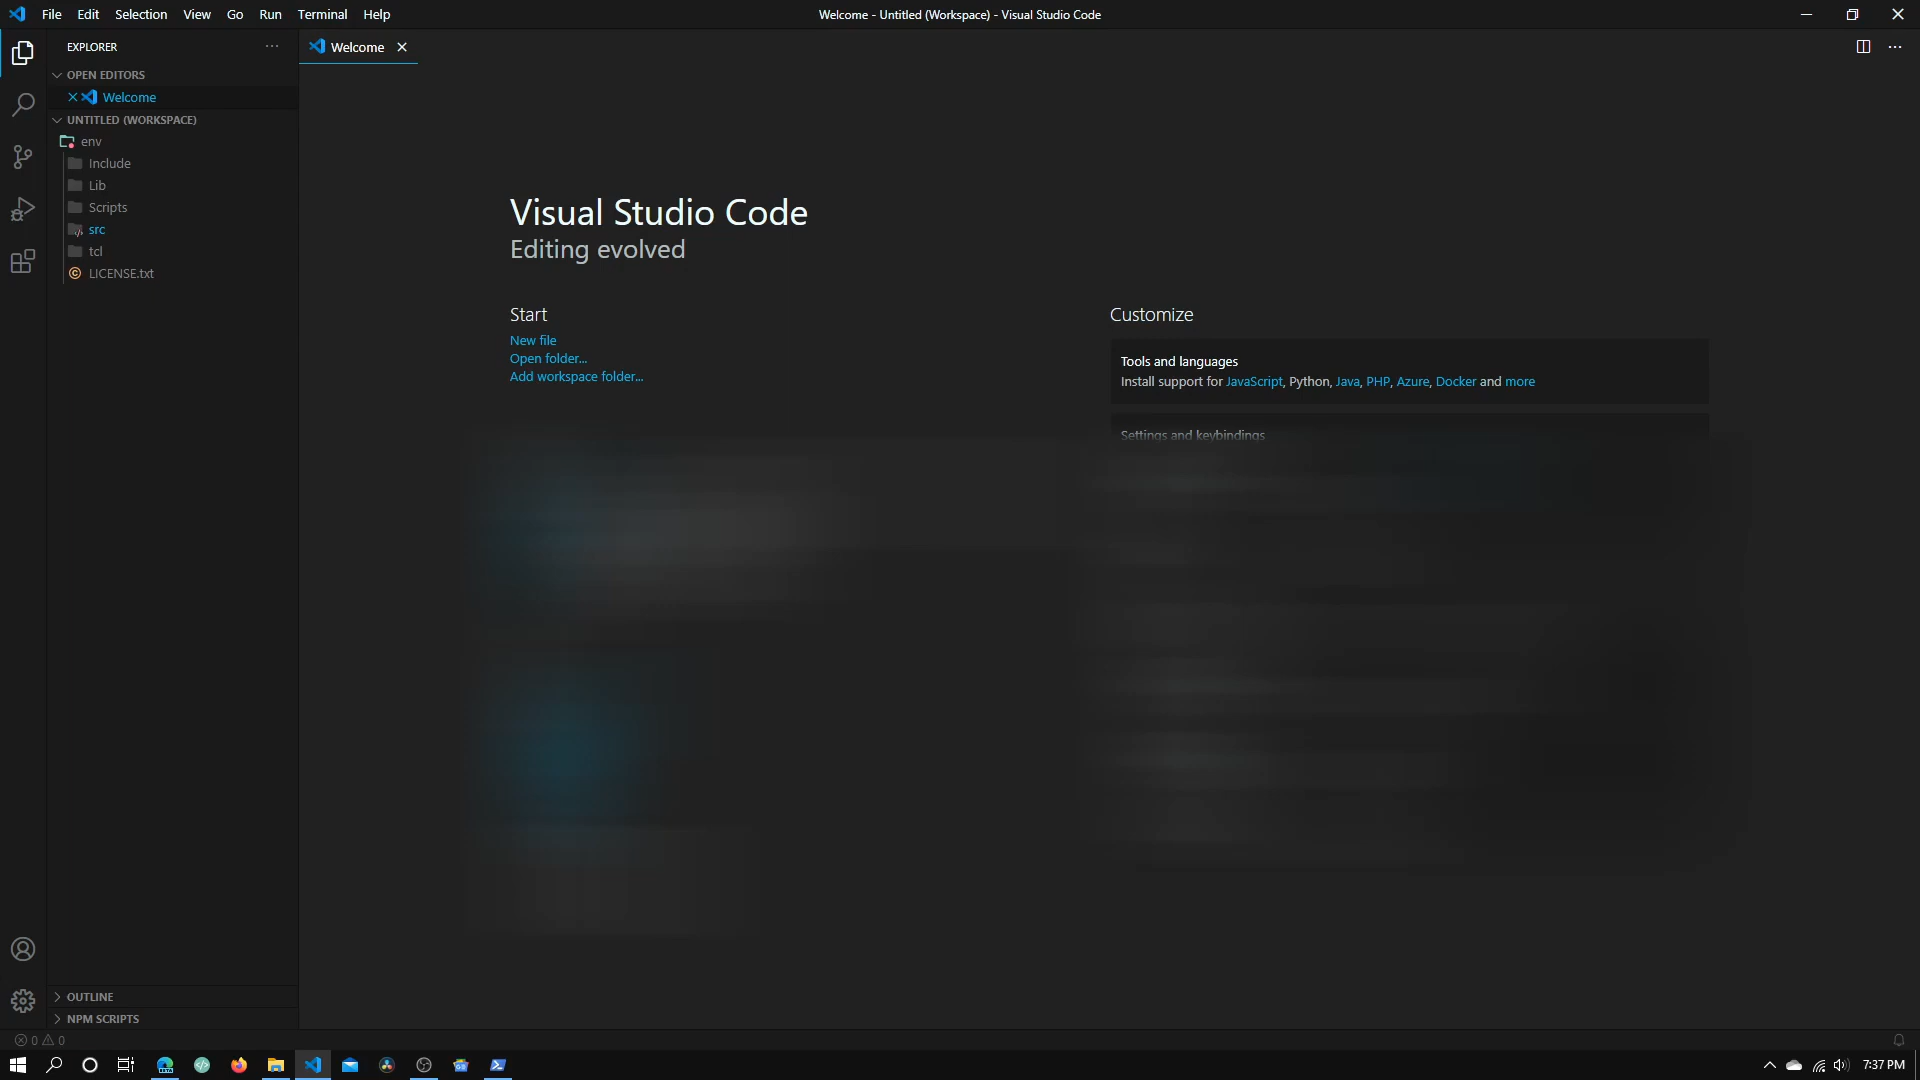 File Edit Selection View Go Run Terminal Help
Welcome - Untitled (Workspace) - Visual Studio Code
EXPLORER
OPEN EDITORS
Welcome
UNTITLED (WORKSPACE)
env
Include
Lib
Scripts
src
tcl
LICENSE.txt
OUTLINE
NPM SCRIPTS
Welcome
Visual Studio Code
Editing evolved
Start
New file
Open folder...
Add workspace folder...
Customize
Tools and languages
Install support for JavaScript, Python, Java, PHP, Azure, Docker and more
Settings and keybindings
0 0
7:37 PM